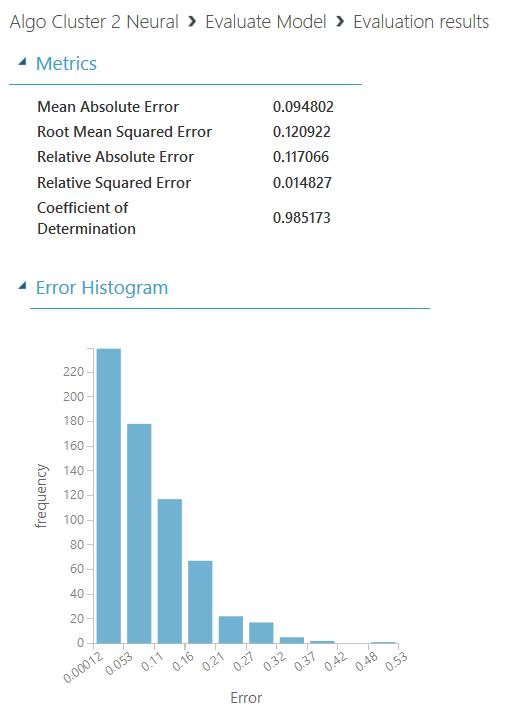 Algo Cluster 2 Neural › Evaluate Model › Evaluation results
Metrics
Mean Absolute Error 0.094802
Root Mean Squared Error 0.120922
Relative Absolute Error 0.117066
Relative Squared Error 0.014827
Coefficient of
Determination 0.985173
Error Histogram
220
200
180
160
140
120
100
80
60
40
20
0
frequency
0.00012 0.053 0.11 0.16 0.21 0.27 0.32 0.37 0.42 0.48 0.53
Error